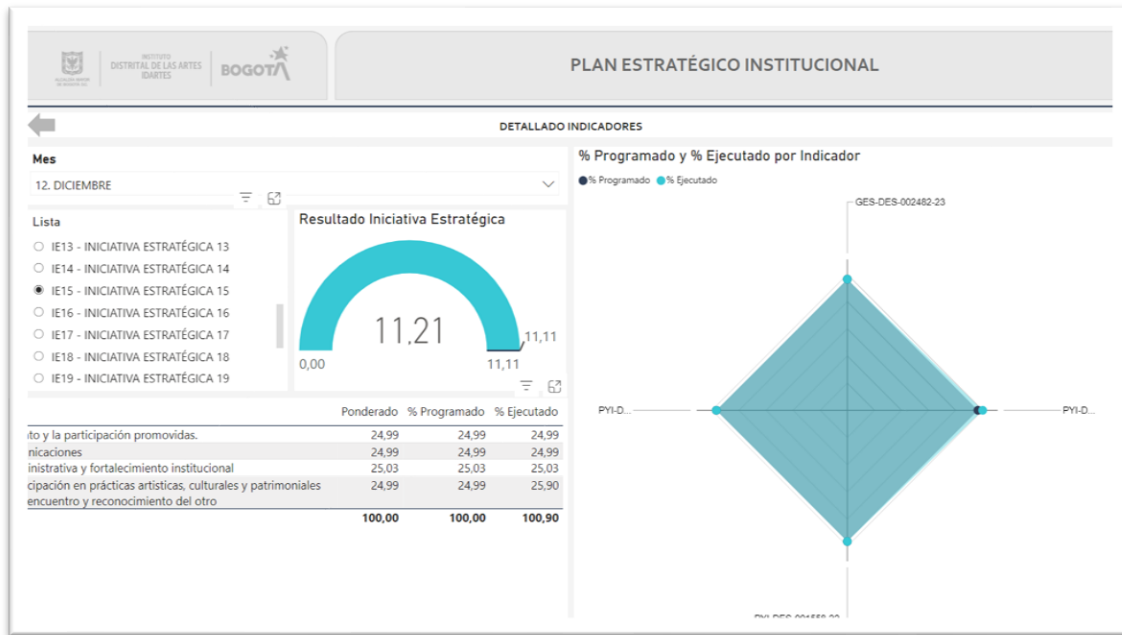 INSTITUTO
DISTRITAL DE LAS ARTES
IDARTES
BOGOTÁ
PLAN ESTRATÉGICO INSTITUCIONAL
DETALLADO INDICADORES
Mes
12. DICIEMBRE
Lista
IE13 - INICIATIVA ESTRATÉGICA 13
IE14 - INICIATIVA ESTRATÉGICA 14
IE15 - INICIATIVA ESTRATÉGICA 15
IE16 - INICIATIVA ESTRATÉGICA 16
IE17 - INICIATIVA ESTRATÉGICA 17
IE18 - INICIATIVA ESTRATÉGICA 18
IE19 - INICIATIVA ESTRATÉGICA 19
Resultado Iniciativa Estratégica
11,21
11,11
0,00
11,11
Ponderado % Programado % Ejecutado
to y la participación promovidas. 24,99 24,99 24,99
nicaciones 24,99 24,99 24,99
inistrativa y fortalecimiento institucional 25,03 25,03 25,03
cipación en prácticas artísticas, culturales y patrimoniales 24,99 24,99 25,90
encuentro y reconocimiento del otro
100,00 100,00 100,90
% Programado y % Ejecutado por Indicador
% Programado % Ejecutado
GES-DES-002482-23
PYI-D...
PYI-D...